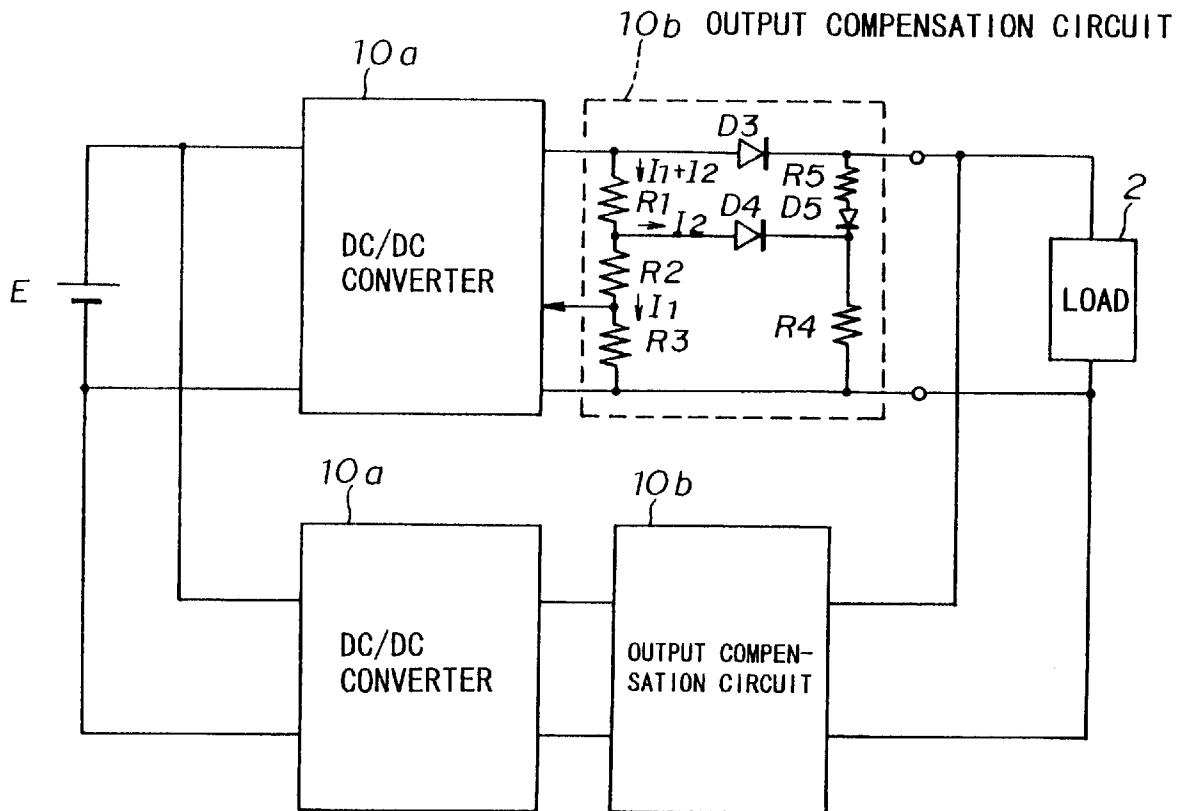 10b OUTPUT COMPENSATION CIRCUIT
10a
D3
I1+I2
R5
R1
D4
D5
I2
2
DC/DC
CONVERTER
R2
E
I1
LOAD
R3
R4
10a
10b
DC/DC
CONVERTER
OUTPUT COMPEN-
SATION CIRCUIT